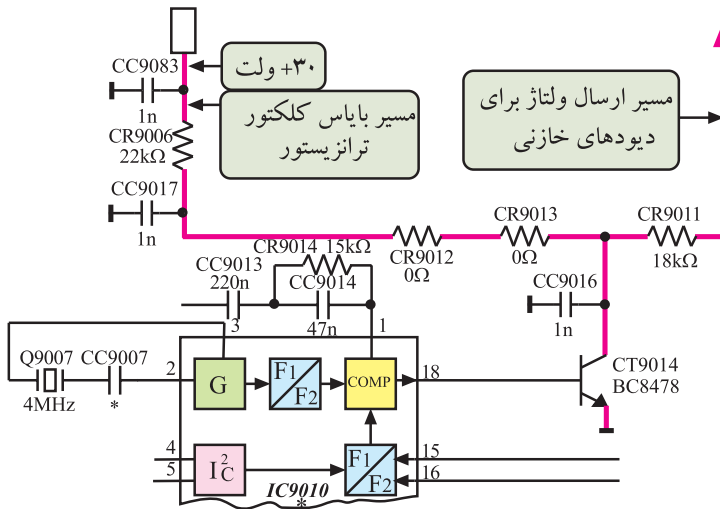 CC9083
1n
+۳۰ ولت
CR9006
22kΩ
مسیر بایاس کلکتور
ترانزیستور
مسیر ارسال ولتاژ برای
دیودهای خازنی
CC9017
1n
CR9012
0Ω
CR9013
0Ω
CR9011
18kΩ
CR9014 15kΩ
CC9013
220n
CC9014
47n
CC9016
1n
3
1
Q9007
4MHz
CC9007
*
2
G
F1
F2
COMP
18
CT9014
BC8478
4
5
I²C
F1
F2
15
16
IC9010
*